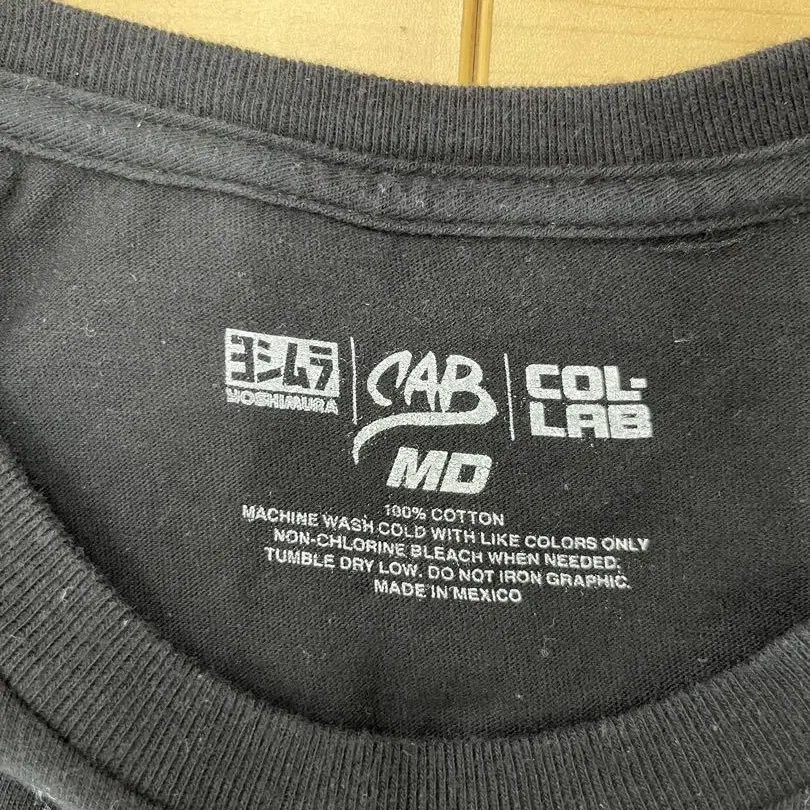 ヨシムラ
YOSHIMURA
CAB
COL-
LAB
MD
100% COTTON
MACHINE WASH COLD WITH LIKE COLORS ONLY
NON-CHLORINE BLEACH WHEN NEEDED.
TUMBLE DRY LOW. DO NOT IRON GRAPHIC.
MADE IN MEXICO